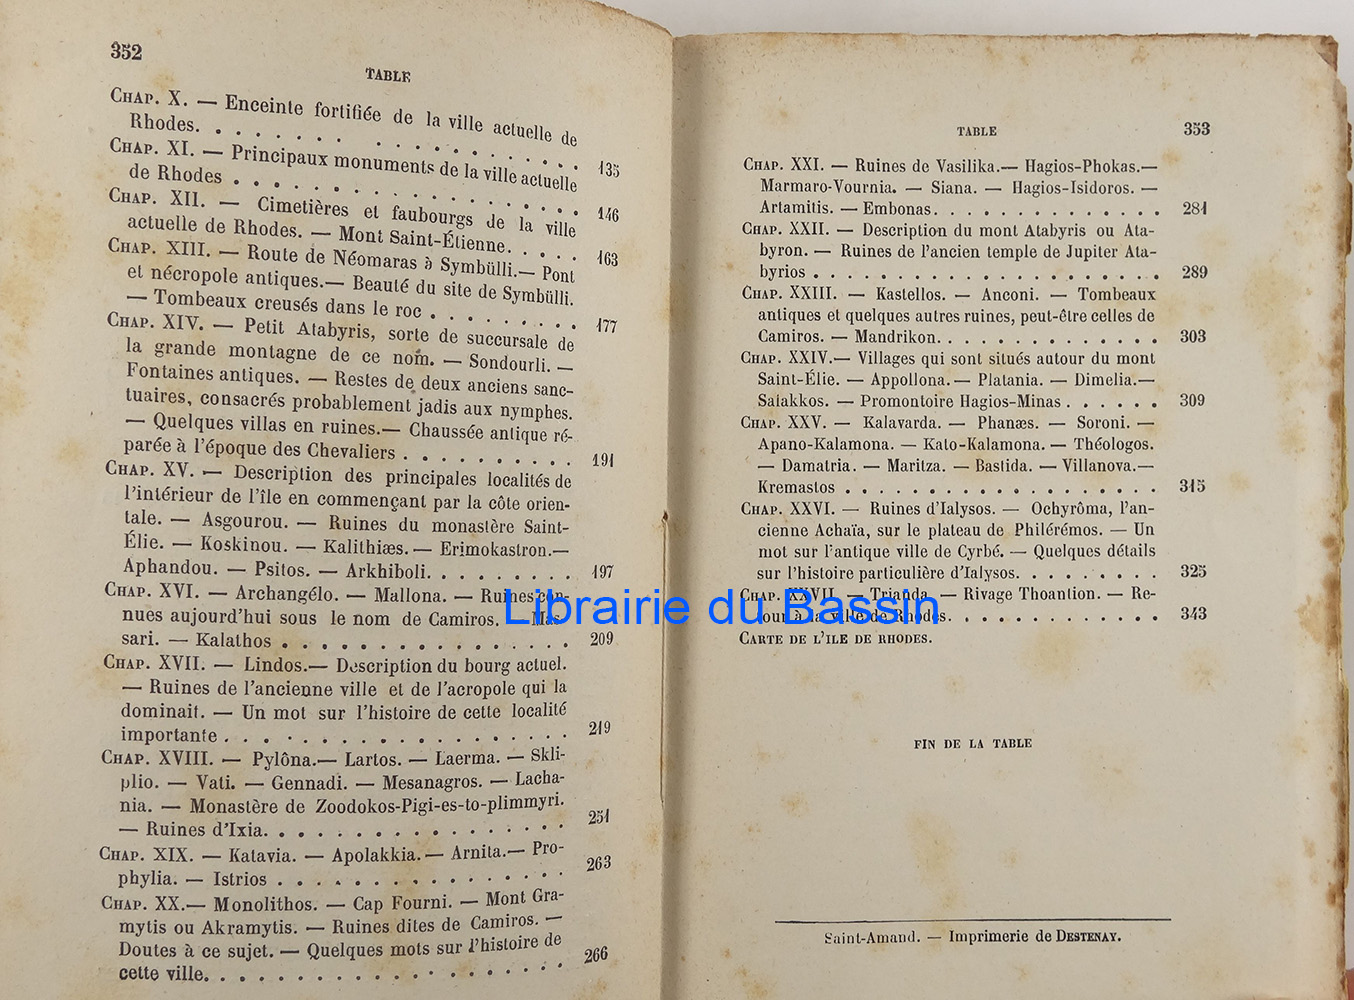 352
TABLE
CHAP. X. — Enceinte fortifiée de la ville actuelle de
Rhodes. . . . . . . . . . . . . . . . . . 135
CHAP. XI. — Principaux monuments de la ville actuelle
de Rhodes . . . . . . . . . . . . . . . . 146
CHAP. XII. — Cimetières et faubourgs de la ville
actuelle de Rhodes. — Mont Saint-Étienne. . . . . 163
CHAP. XIII. — Route de Néomaras à Symbülli. — Pont
et nécropole antiques. — Beauté du site de Symbülli.
— Tombeaux creusés dans le roc . . . . . . . . . 177
CHAP. XIV. — Petit Atabyris, sorte de succursale de
la grande montagne de ce nom. — Sondourli. —
Fontaines antiques. — Restes de deux anciens sanc-
tuaires, consacrés probablement jadis aux nymphes.
— Quelques villas en ruines. — Chaussée antique ré-
parée à l'époque des Chevaliers . . . . . . . . . . 191
CHAP. XV. — Description des principales localités de
l'intérieur de l'île en commençant par la côte orien-
tale. — Asgourou. — Ruines du monastère Saint-
Élie. — Koskinou. — Kalithiæs. — Erimokastron. —
Aphandou. — Psitos. — Arkhiboli. . . . . . . . . 197
CHAP. XVI. — Archangélo. — Mallona. — Ruines con-
nues aujourd'hui sous le nom de Camiros. — Mas-
sari. — Kalathos . . . . . . . . . . . . . . . . 209
CHAP. XVII. — Lindos. — Description du bourg actuel.
— Ruines de l'ancienne ville et de l'acropole qui la
dominait. — Un mot sur l'histoire de cette localité
importante . . . . . . . . . . . . . . . . . . 219
CHAP. XVIII. — Pylôna. — Lartos. — Laerma. — Skli-
plio. — Vati. — Gennadi. — Mesanagros. — Lacha-
nia. — Monastère de Zoodokos-Pigi-es-to-plimmyri.
— Ruines d'Ixia. . . . . . . . . . . . . . . . . 251
CHAP. XIX. — Katavia. — Apolakkia. — Arnita. — Pro-
phylia. — Istrios . . . . . . . . . . . . . . . . 263
CHAP. XX. — Monolithos. — Cap Fourni. — Mont Gra-
mytis ou Akramytis. — Ruines dites de Camiros. —
Doutes à ce sujet. — Quelques mots sur l'histoire de
cette ville. . . . . . . . . . . . . . . . . . . 266
TABLE 353
CHAP. XXI. — Ruines de Vasilika. — Hagios-Phokas. —
Marmaro-Vournia. — Siana. — Hagios-Isidoros. —
Artamitis. — Embonas. . . . . . . . . . . . . . 281
CHAP. XXII. — Description du mont Atabyris ou Ata-
byron. — Ruines de l'ancien temple de Jupiter Ata-
byrios . . . . . . . . . . . . . . . . . . . . . 289
CHAP. XXIII. — Kastellos. — Anconi. — Tombeaux
antiques et quelques autres ruines, peut-être celles de
Camiros. — Mandrikon. . . . . . . . . . . . . . 303
CHAP. XXIV. — Villages qui sont situés autour du mont
Saint-Élie. — Appollona. — Platania. — Dimelia. —
Salakkos. — Promontoire Hagios-Minas . . . . . . 309
CHAP. XXV. — Kalavarda. — Phanæs. — Soroni. —
Apano-Kalamona. — Kato-Kalamona. — Théologos.
— Damatria. — Maritza. — Bastida. — Villanova. —
Kremastos . . . . . . . . . . . . . . . . . . . 315
CHAP. XXVI. — Ruines d'Ialysos. — Ochyrôma, l'an-
cienne Achaïa, sur le plateau de Philérémos. — Un
mot sur l'antique ville de Cyrbé. — Quelques détails
sur l'histoire particulière d'Ialysos. . . . . . . . . 325
CHAP. XXVII. — Trianda. — Rivage Thoantion. — Re-
tour à la ville de Rhodes. . . . . . . . . . . . . 343
CARTE DE L'ILE DE RHODES.
Librairie du Bassin
FIN DE LA TABLE
Saint-Amand. — Imprimerie de DESTENAY.